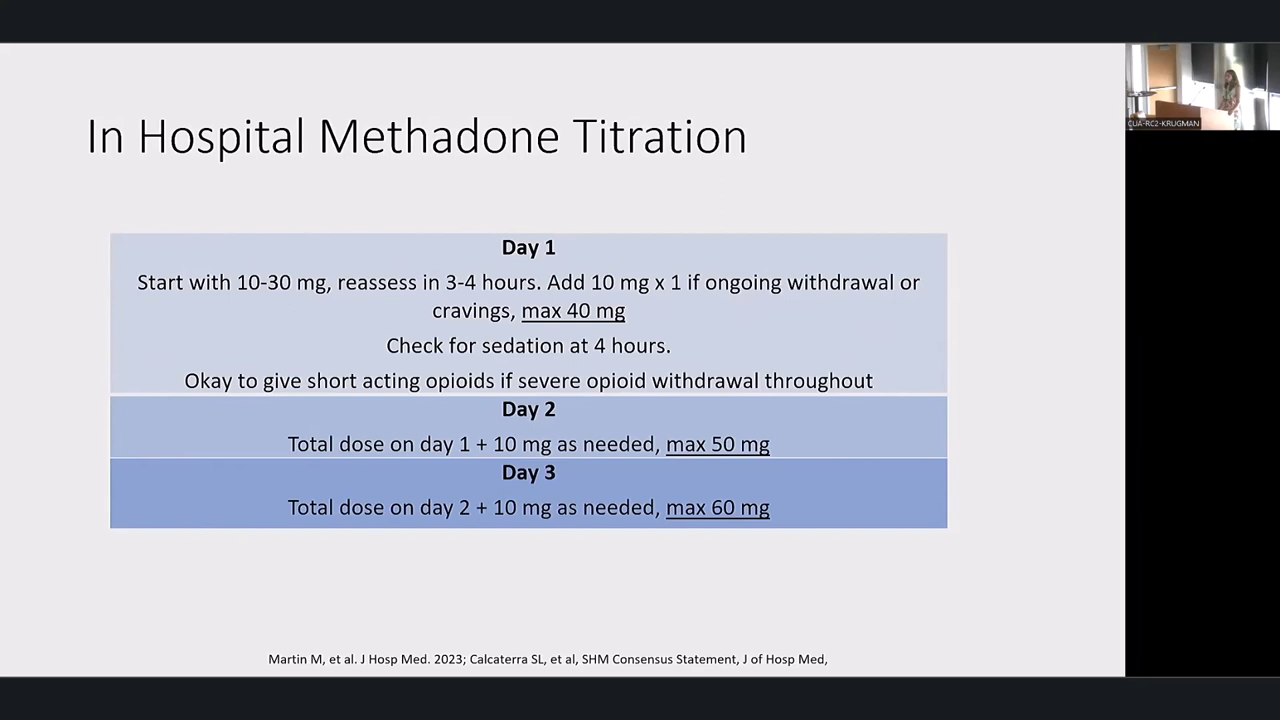 In Hospital Methadone Titration
Day 1
Start with 10-30 mg, reassess in 3-4 hours. Add 10 mg x 1 if ongoing withdrawal or
cravings, max 40 mg
Check for sedation at 4 hours.
Okay to give short acting opioids if severe opioid withdrawal throughout
Day 2
Total dose on day 1 + 10 mg as needed, max 50 mg
Day 3
Total dose on day 2 + 10 mg as needed, max 60 mg
Martin M, et al. J Hosp Med. 2023; Calcaterra SL, et al, SHM Consensus Statement, J of Hosp Med,
CUA-RC2-KRUGMAN